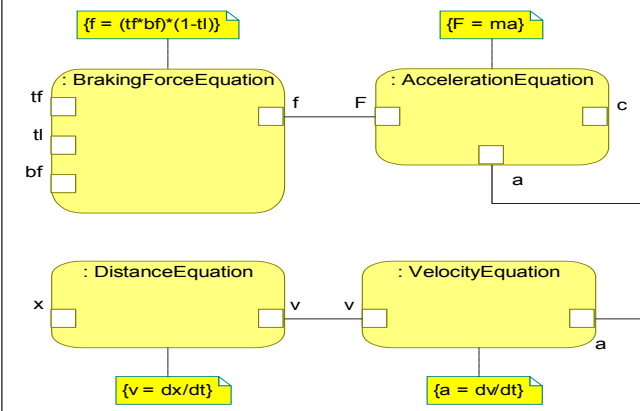 {f = (tf*bf)*(1-tl)}
{F = ma}
: BrakingForceEquation
: AccelerationEquation
tf
f
F
c
tl
bf
a
: DistanceEquation
: VelocityEquation
x
v
v
a
{v = dx/dt}
{a = dv/dt}